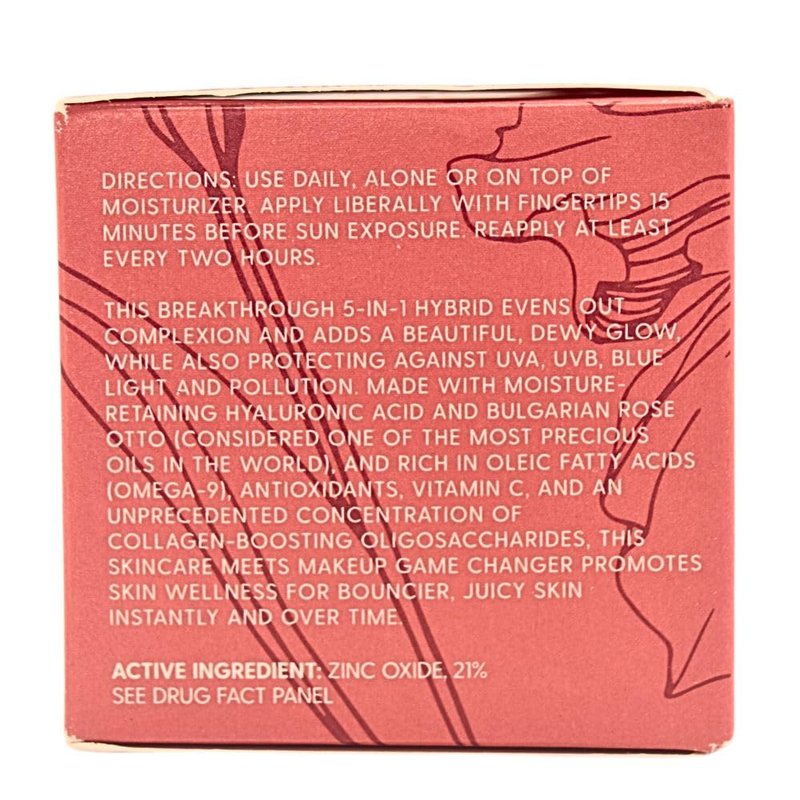 DIRECTIONS: USE DAILY, ALONE OR ON TOP OF
MOISTURIZER. APPLY LIBERALLY WITH FINGERTIPS 15
MINUTES BEFORE SUN EXPOSURE. REAPPLY AT LEAST
EVERY TWO HOURS.
THIS BREAKTHROUGH 5-IN-1 HYBRID EVENS OUT
COMPLEXION AND ADDS A BEAUTIFUL, DEWY GLOW,
WHILE ALSO PROTECTING AGAINST UVA, UVB, BLUE
LIGHT AND POLLUTION. MADE WITH MOISTURE-
RETAINING HYALURONIC ACID AND BULGARIAN ROSE
OTTO (CONSIDERED ONE OF THE MOST PRECIOUS
OILS IN THE WORLD), AND RICH IN OLEIC FATTY ACIDS
(OMEGA-9), ANTIOXIDANTS, VITAMIN C, AND AN
UNPRECEDENTED CONCENTRATION OF
COLLAGEN-BOOSTING OLIGOSACCHARIDES, THIS
SKINCARE MEETS MAKEUP GAME CHANGER PROMOTES
SKIN WELLNESS FOR BOUNCIER, JUICY SKIN
INSTANTLY AND OVER TIME.
ACTIVE INGREDIENT: ZINC OXIDE, 21%
SEE DRUG FACT PANEL